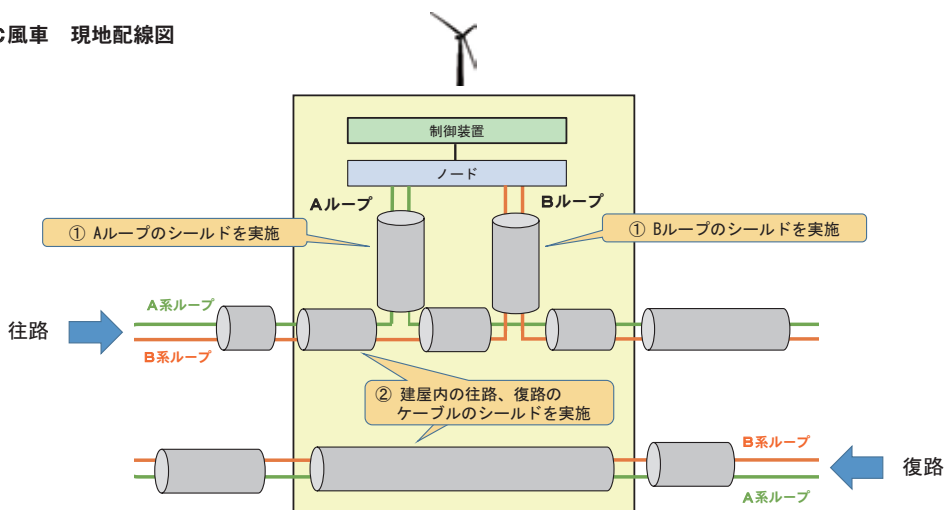 C風車 現地配線図
制御装置
ノード
Aループ
Bループ
① Aループのシールドを実施
① Bループのシールドを実施
A系ループ
往路
B系ループ
② 建屋内の往路、復路の
ケーブルのシールドを実施
B系ループ
復路
A系ループ